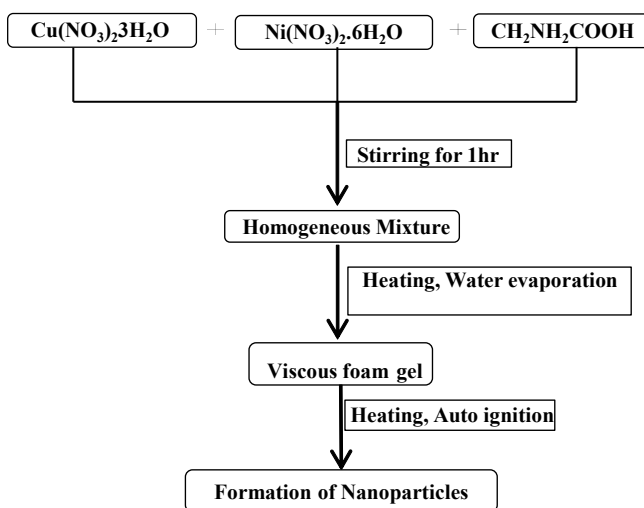 Cu(NO₃)₂3H₂O + Ni(NO₃)₂.6H₂O + CH₂NH₂COOH
Stirring for 1hr
Homogeneous Mixture
Heating, Water evaporation
Viscous foam gel
Heating, Auto ignition
Formation of Nanoparticles